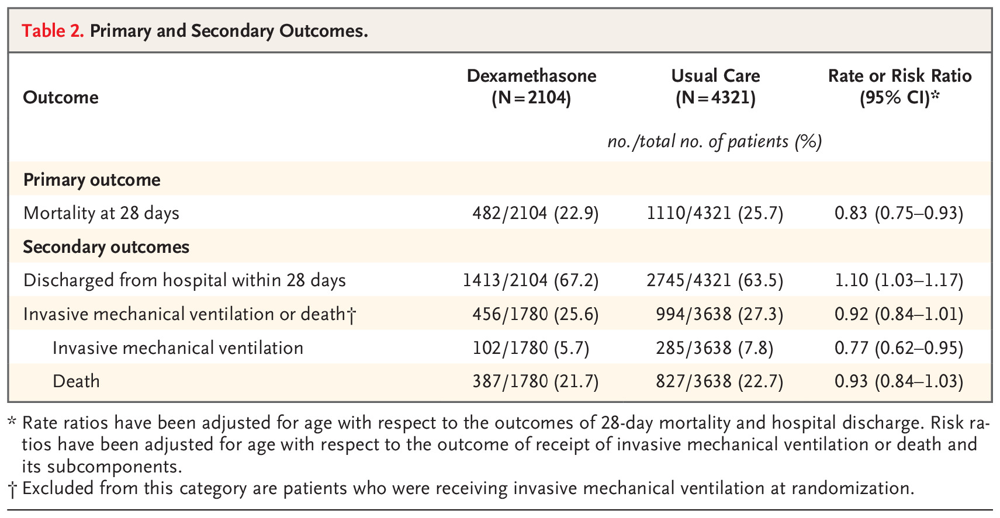 Table 2. Primary and Secondary Outcomes.
Outcome Dexamethasone (N=2104) Usual Care (N=4321) Rate or Risk Ratio (95% CI)*
no./total no. of patients (%)
Primary outcome
Mortality at 28 days 482/2104 (22.9) 1110/4321 (25.7) 0.83 (0.75–0.93)
Secondary outcomes
Discharged from hospital within 28 days 1413/2104 (67.2) 2745/4321 (63.5) 1.10 (1.03–1.17)
Invasive mechanical ventilation or death† 456/1780 (25.6) 994/3638 (27.3) 0.92 (0.84–1.01)
Invasive mechanical ventilation 102/1780 (5.7) 285/3638 (7.8) 0.77 (0.62–0.95)
Death 387/1780 (21.7) 827/3638 (22.7) 0.93 (0.84–1.03)
* Rate ratios have been adjusted for age with respect to the outcomes of 28-day mortality and hospital discharge. Risk ra-
tios have been adjusted for age with respect to the outcome of receipt of invasive mechanical ventilation or death and
its subcomponents.
† Excluded from this category are patients who were receiving invasive mechanical ventilation at randomization.